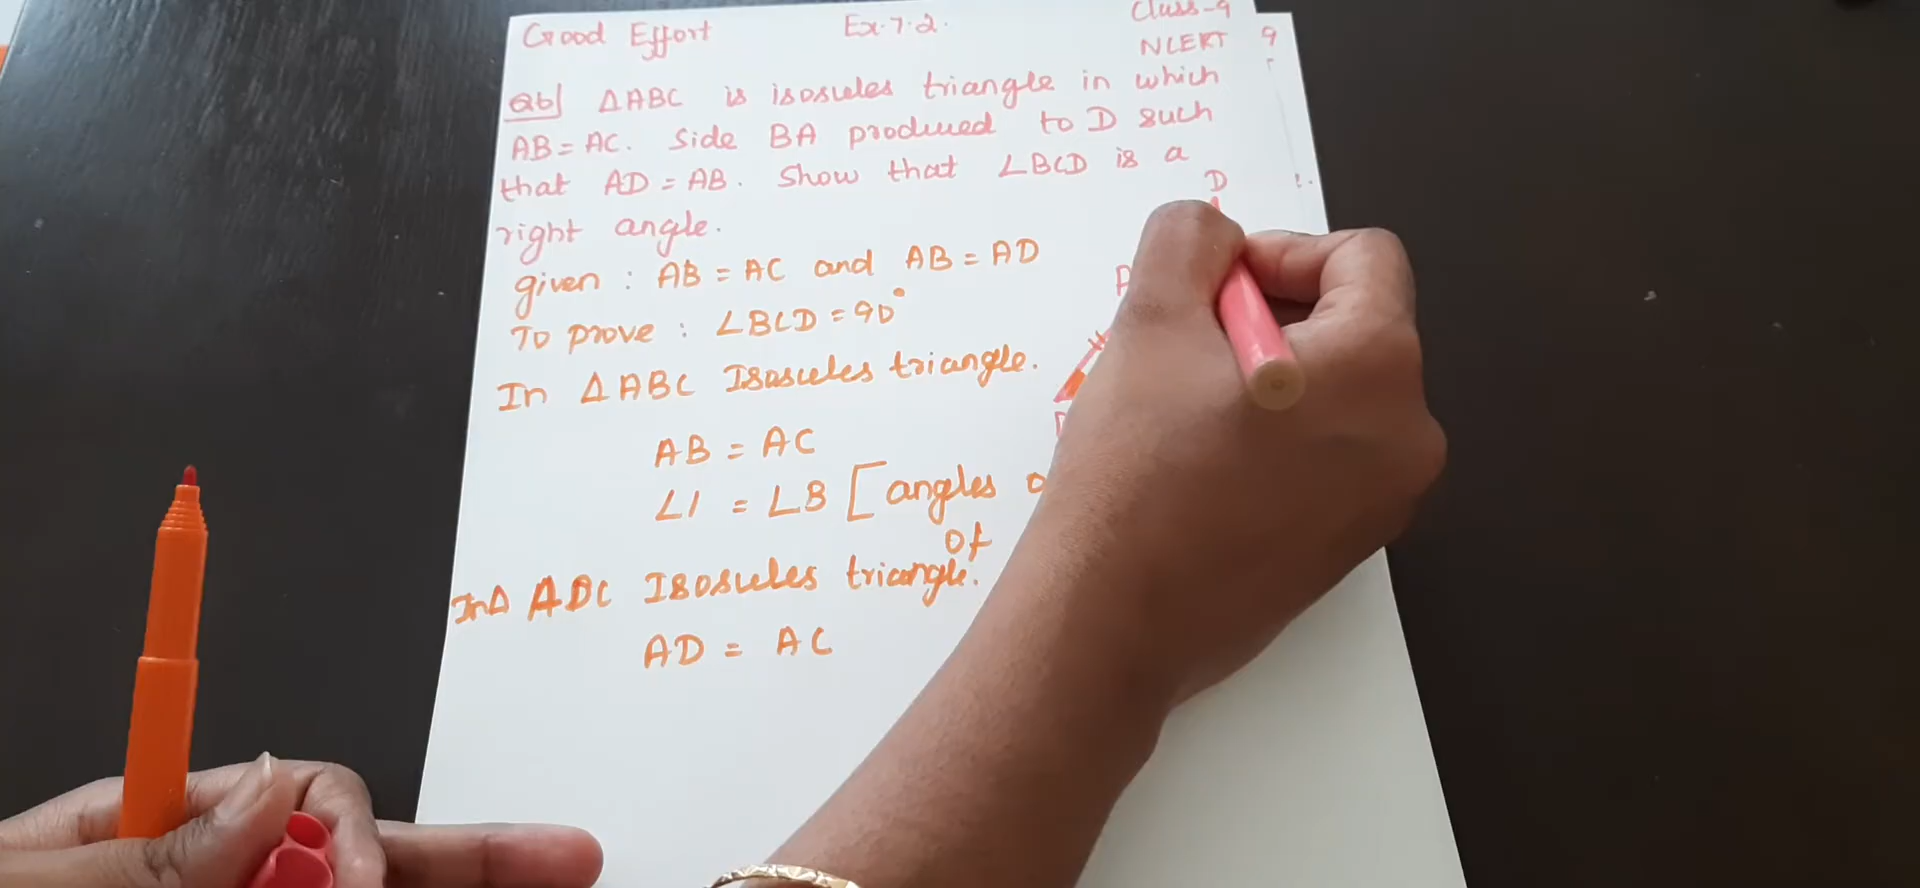 Good Effort Ex.7.2. Class-9
NCERT 9
Q6] ΔABC is isosceles triangle in which
AB = AC. Side BA produced to D such
that AD = AB. Show that ∠BCD is a
right angle.
D
given : AB = AC and AB = AD
To prove : ∠BCD = 90°
In ΔABC Isosceles triangle.
AB = AC
∠1 = ∠B [angles
of
In Δ ADC Isosceles triangle.
AD = AC